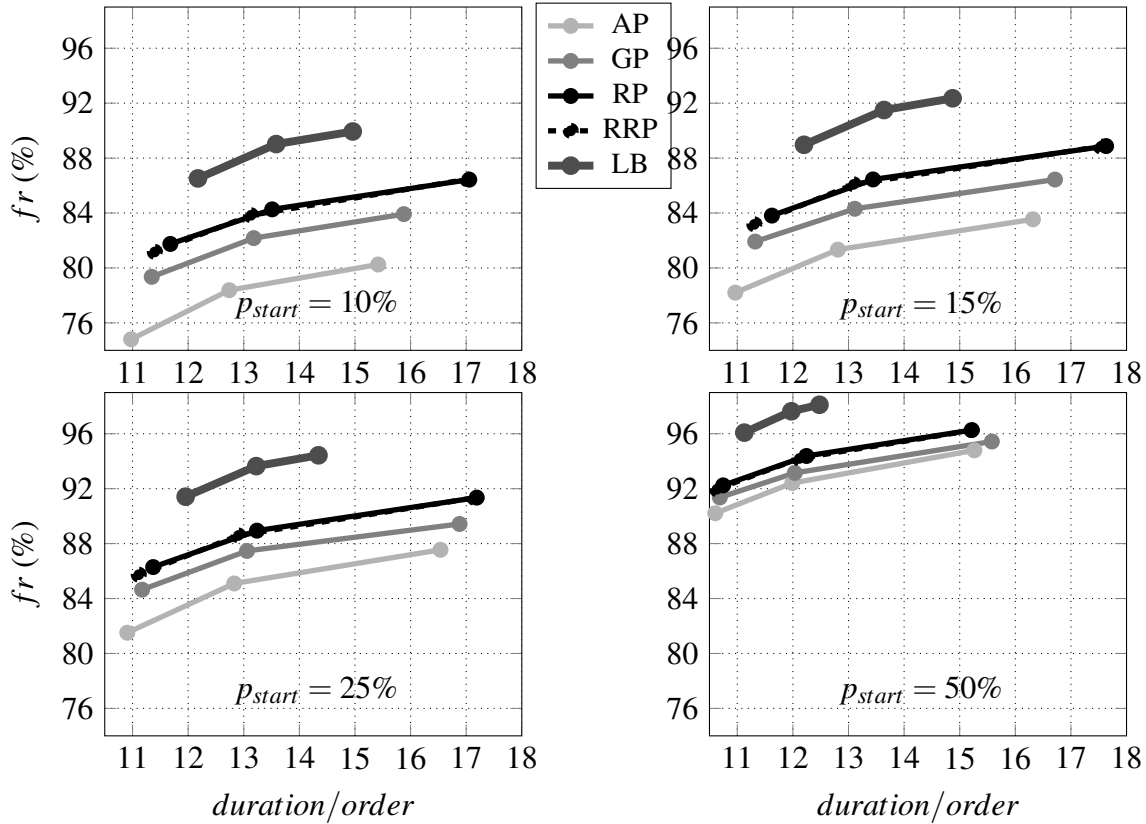 96
92
88
84
80
76
fr (%)
p_start = 10%
11 12 13 14 15 16 17 18
AP
GP
RP
RRP
LB
96
92
88
84
80
76
p_start = 15%
11 12 13 14 15 16 17 18
96
92
88
84
80
76
fr (%)
p_start = 25%
11 12 13 14 15 16 17 18
duration/order
96
92
88
84
80
76
p_start = 50%
11 12 13 14 15 16 17 18
duration/order